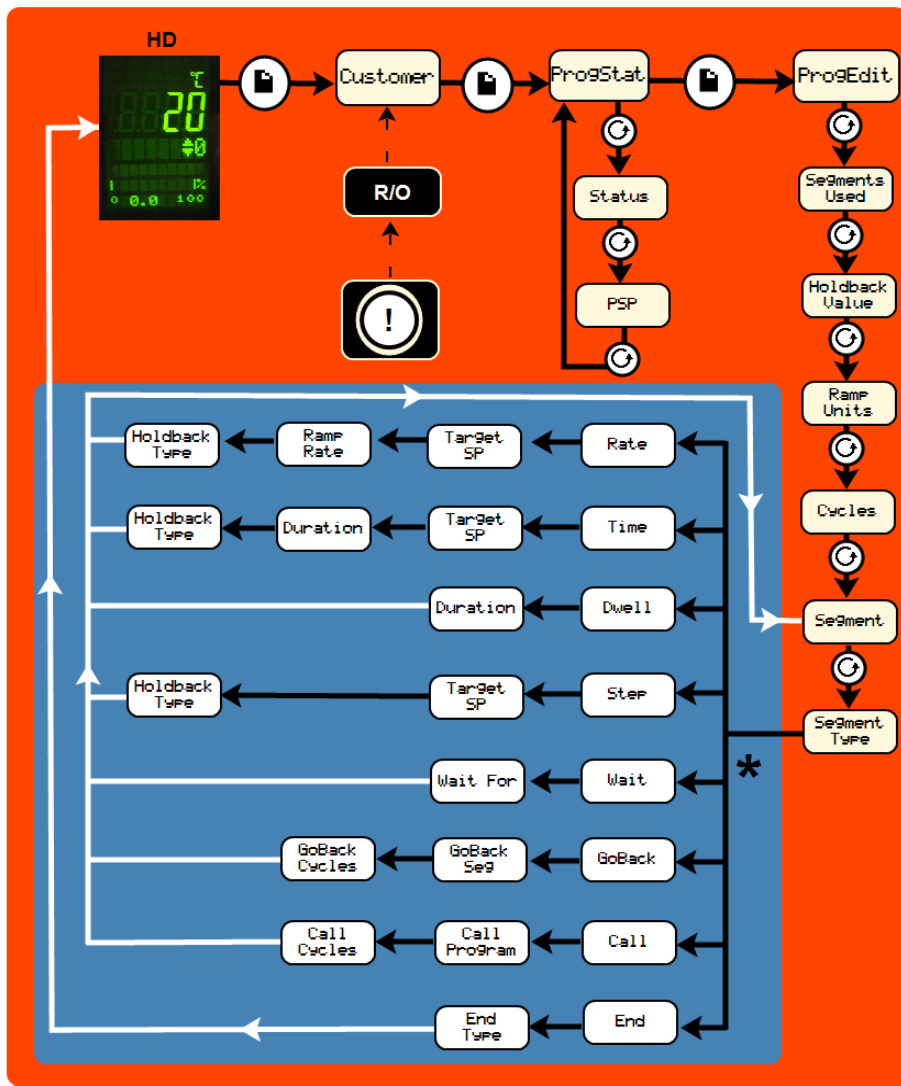 HD
℃
20
0
1 1%
0 0.0 100
Customer
ProgStat
ProgEdit
R/O
!
Status
PSP
Segments
Used
Holdback
Value
Ramp
Units
Cycles
Segment
Segment
Type
Holdback
Type
Ramp
Rate
Target
SP
Rate
Holdback
Type
Duration
Target
SP
Time
Duration
Dwell
Holdback
Type
Target
SP
Step
*
Wait For
Wait
GoBack
Cycles
GoBack
Seg
GoBack
Call
Cycles
Call
Program
Call
End
Type
End